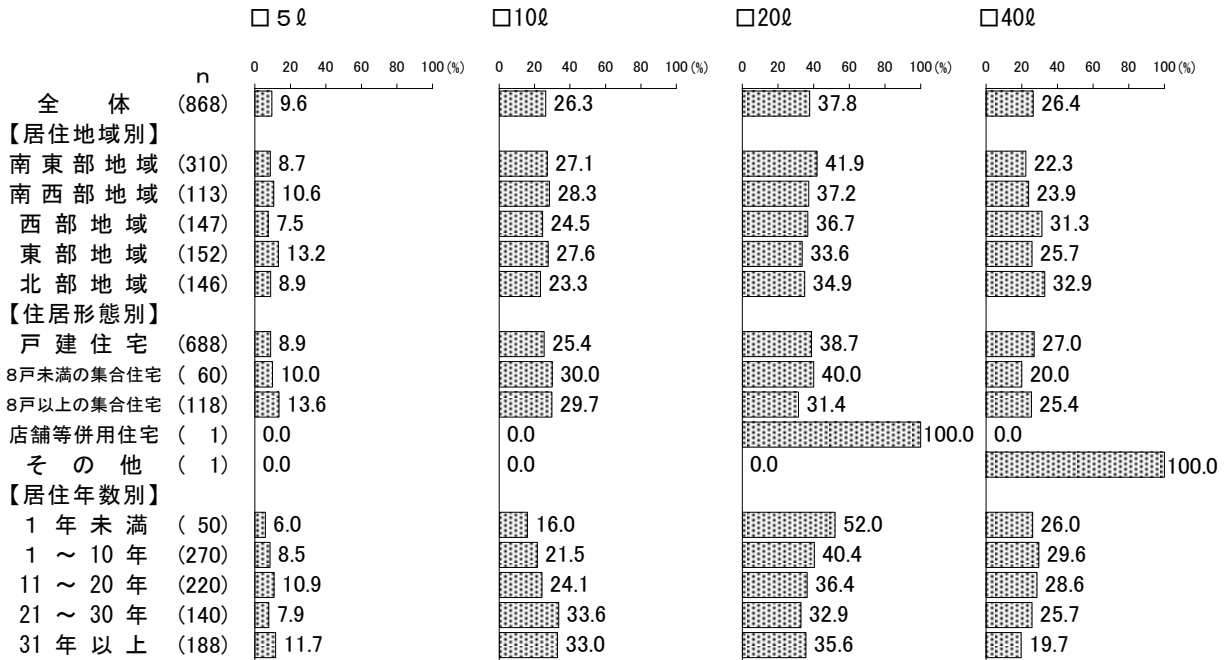 □ 5ℓ □10ℓ □20ℓ □40ℓ
n 0 20 40 60 80 100(%) 0 20 40 60 80 100(%) 0 20 40 60 80 100(%) 0 20 40 60 80 100(%)
全体 (868) 9.6 26.3 37.8 26.4
【居住地域別】
南東部地域 (310) 8.7 27.1 41.9 22.3
南西部地域 (113) 10.6 28.3 37.2 23.9
西部地域 (147) 7.5 24.5 36.7 31.3
東部地域 (152) 13.2 27.6 33.6 25.7
北部地域 (146) 8.9 23.3 34.9 32.9
【住居形態別】
戸建住宅 (688) 8.9 25.4 38.7 27.0
8戸未満の集合住宅 ( 60) 10.0 30.0 40.0 20.0
8戸以上の集合住宅 (118) 13.6 29.7 31.4 25.4
店舗等併用住宅 ( 1) 0.0 0.0 100.0 0.0
その他 ( 1) 0.0 0.0 0.0 100.0
【居住年数別】
1年未満 ( 50) 6.0 16.0 52.0 26.0
1～10年 (270) 8.5 21.5 40.4 29.6
11～20年 (220) 10.9 24.1 36.4 28.6
21～30年 (140) 7.9 33.6 32.9 25.7
31年以上 (188) 11.7 33.0 35.6 19.7